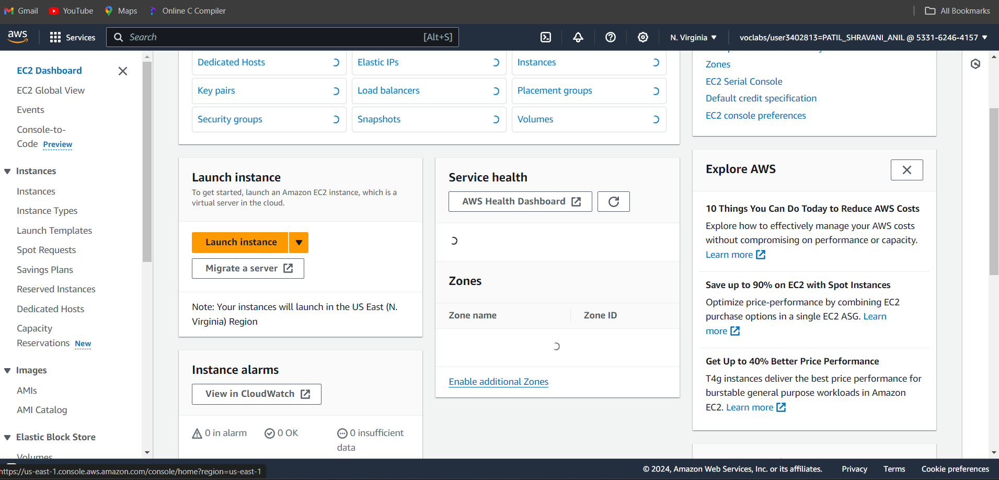 Gmail
YouTube
Maps
Online C Compiler
All Bookmarks
aws
Services
Search
[Alt+S]
N. Virginia
voclabs/user3402813=PATIL_SHRAVANI_ANIL @ 5331-6246-4157
EC2 Dashboard
EC2 Global View
Events
Console-to-
Code Preview
Instances
Instances
Instance Types
Launch Templates
Spot Requests
Savings Plans
Reserved Instances
Dedicated Hosts
Capacity
Reservations New
Images
AMIs
AMI Catalog
Elastic Block Store
Volumes
Dedicated Hosts
Elastic IPs
Instances
Key pairs
Load balancers
Placement groups
Security groups
Snapshots
Volumes
Launch instance
To get started, launch an Amazon EC2 instance, which is a
virtual server in the cloud.
Launch instance
Migrate a server
Note: Your instances will launch in the US East (N.
Virginia) Region
Instance alarms
View in CloudWatch
0 in alarm
0 OK
0 insufficient
data
Service health
AWS Health Dashboard
Zones
Zone name
Zone ID
Enable additional Zones
Zones
EC2 Serial Console
Default credit specification
EC2 console preferences
Explore AWS
10 Things You Can Do Today to Reduce AWS Costs
Explore how to effectively manage your AWS costs
without compromising on performance or capacity.
Learn more
Save up to 90% on EC2 with Spot Instances
Optimize price-performance by combining EC2
purchase options in a single EC2 ASG. Learn
more
Get Up to 40% Better Price Performance
T4g instances deliver the best price performance for
burstable general purpose workloads in Amazon
EC2. Learn more
https://us-east-1.console.aws.amazon.com/console/home?region=us-east-1
© 2024, Amazon Web Services, Inc. or its affiliates.
Privacy
Terms
Cookie preferences